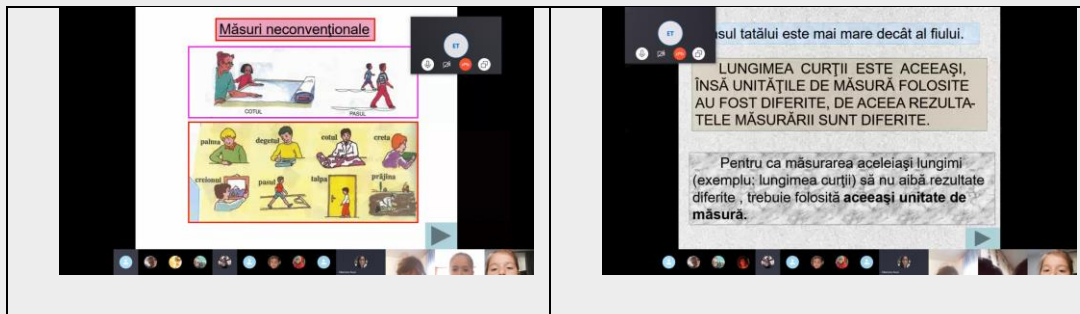 Măsuri neconvenţionale
ET
COTUL
PASUL
palma
degetul
cotul
creta
creionul
pasul
talpa
prăjina
ET
nsul tatălui este mai mare decât al fiului.
LUNGIMEA CURŢII ESTE ACEEAŞI,
ÎNSĂ UNITĂŢILE DE MĂSURĂ FOLOSITE
AU FOST DIFERITE, DE ACEEA REZULTA-
TELE MĂSURĂRII SUNT DIFERITE.
Pentru ca măsurarea aceleiaşi lungimi
(exemplu: lungimea curţii) să nu aibă rezultate
diferite , trebuie folosită aceeaşi unitate de
măsură.